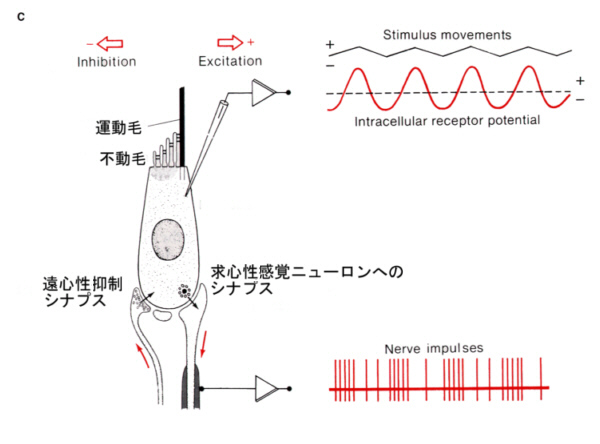 C
− +
Inhibition Excitation
Stimulus movements
+
−
+
−
Intracellular receptor potential
運動毛
不動毛
遠心性抑制
シナプス
求心性感覚ニューロンへの
シナプス
Nerve impulses